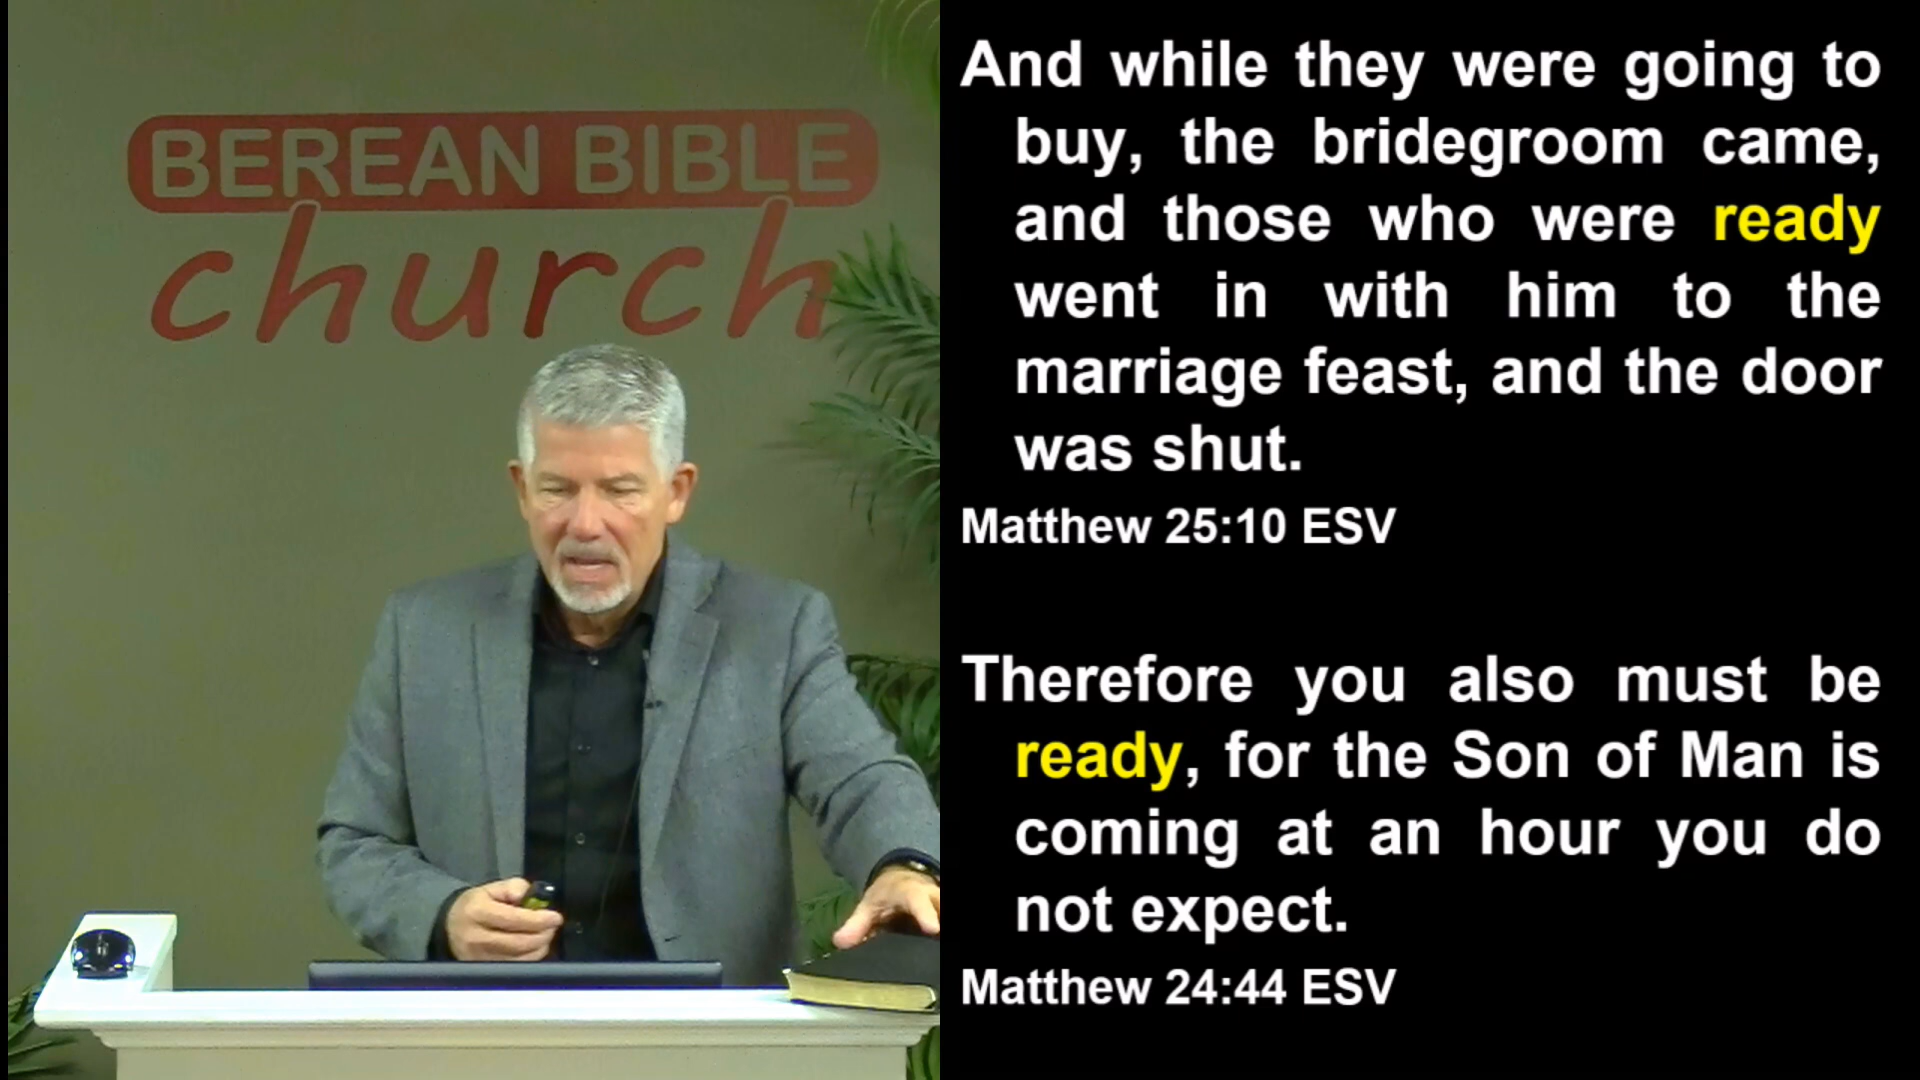 BEREAN BIBLE
church
And while they were going to
buy, the bridegroom came,
and those who were ready
went in with him to the
marriage feast, and the door
was shut.
Matthew 25:10 ESV
Therefore you also must be
ready, for the Son of Man is
coming at an hour you do
not expect.
Matthew 24:44 ESV